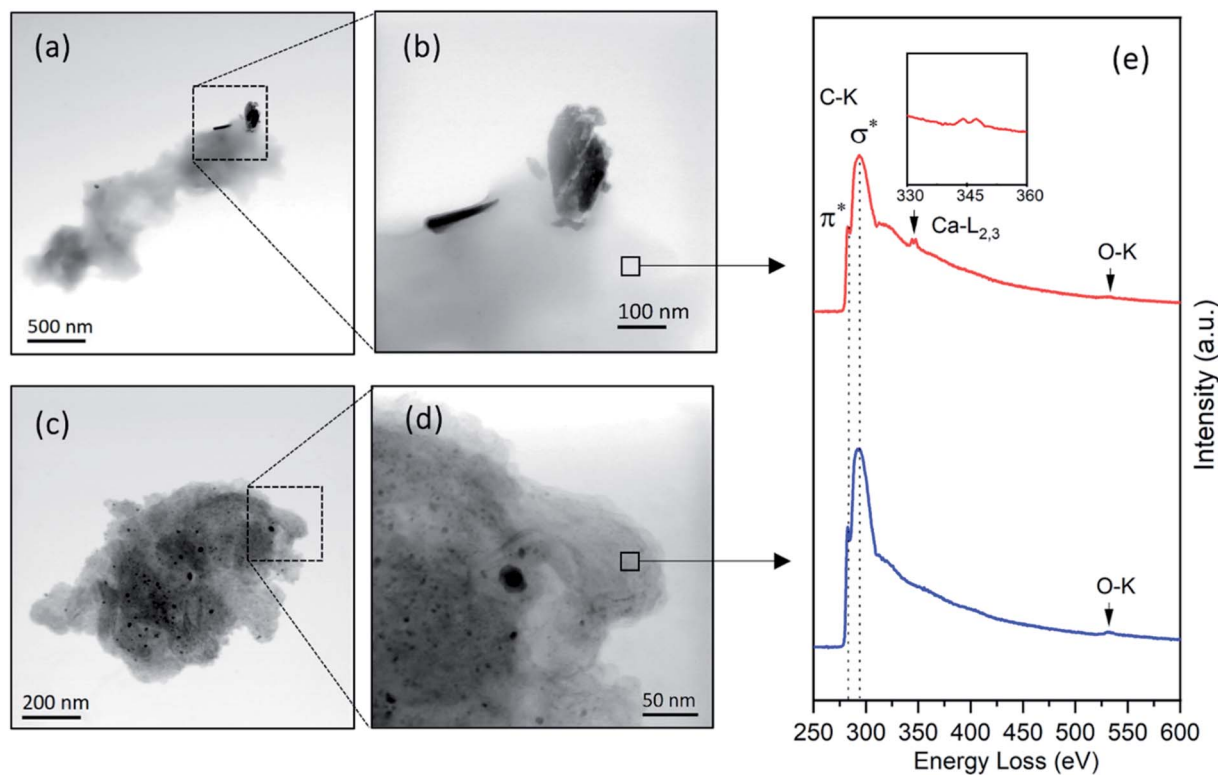 (a)
500 nm
(b)
100 nm
(c)
200 nm
(d)
50 nm
(e)
C-K
σ*
π*
330 345 360
Ca-L2,3
O-K
O-K
Intensity (a.u.)
250 300 350 400 450 500 550 600
Energy Loss (eV)